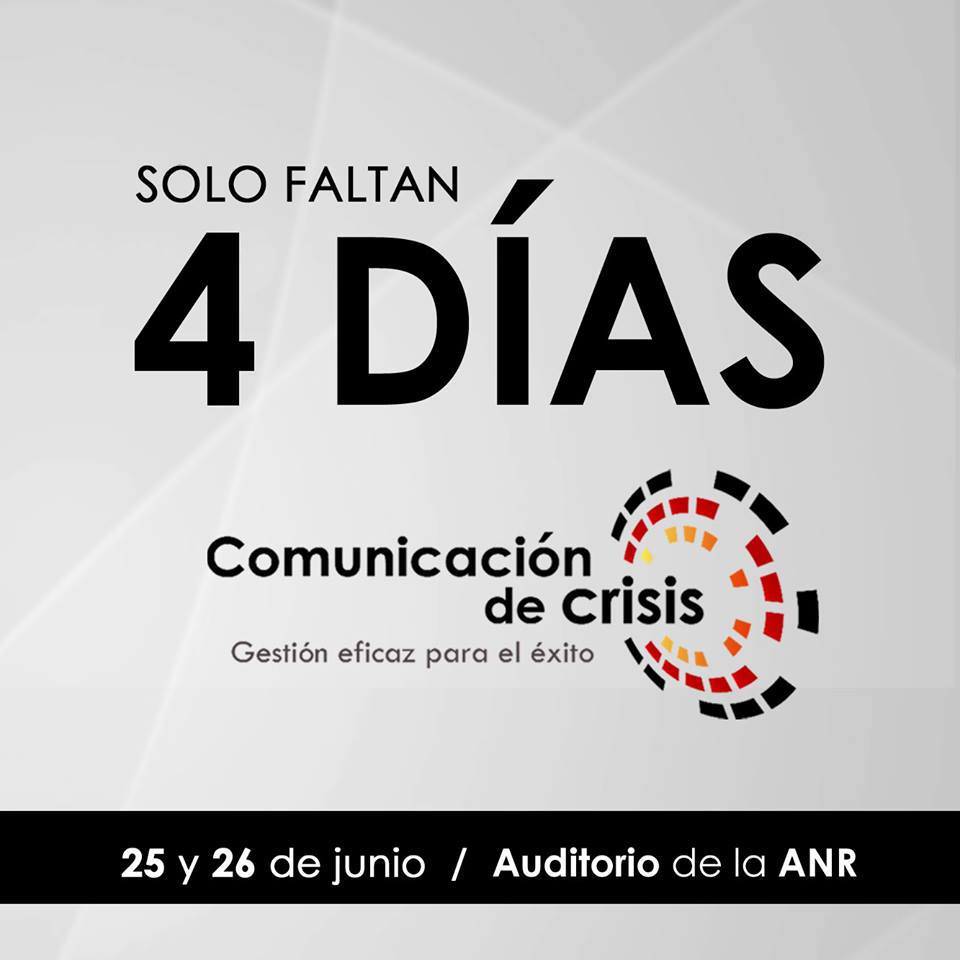 SOLO FALTAN
4 DÍAS
Comunicación
de crisis
Gestión eficaz para el éxito
25 y 26 de junio / Auditorio de la ANR